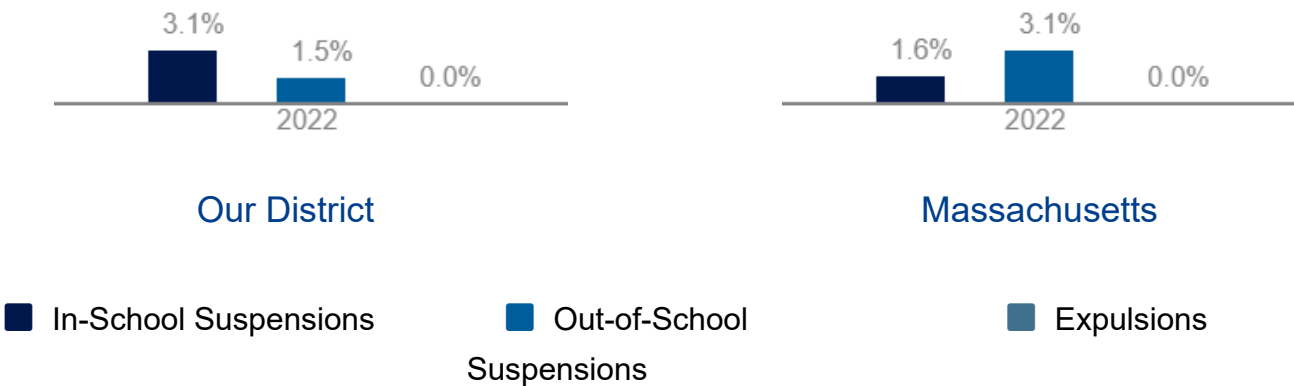 3.1%
1.5%
0.0%
2022
Our District
3.1%
1.6%
0.0%
2022
Massachusetts
In-School Suspensions
Out-of-School
Suspensions
Expulsions